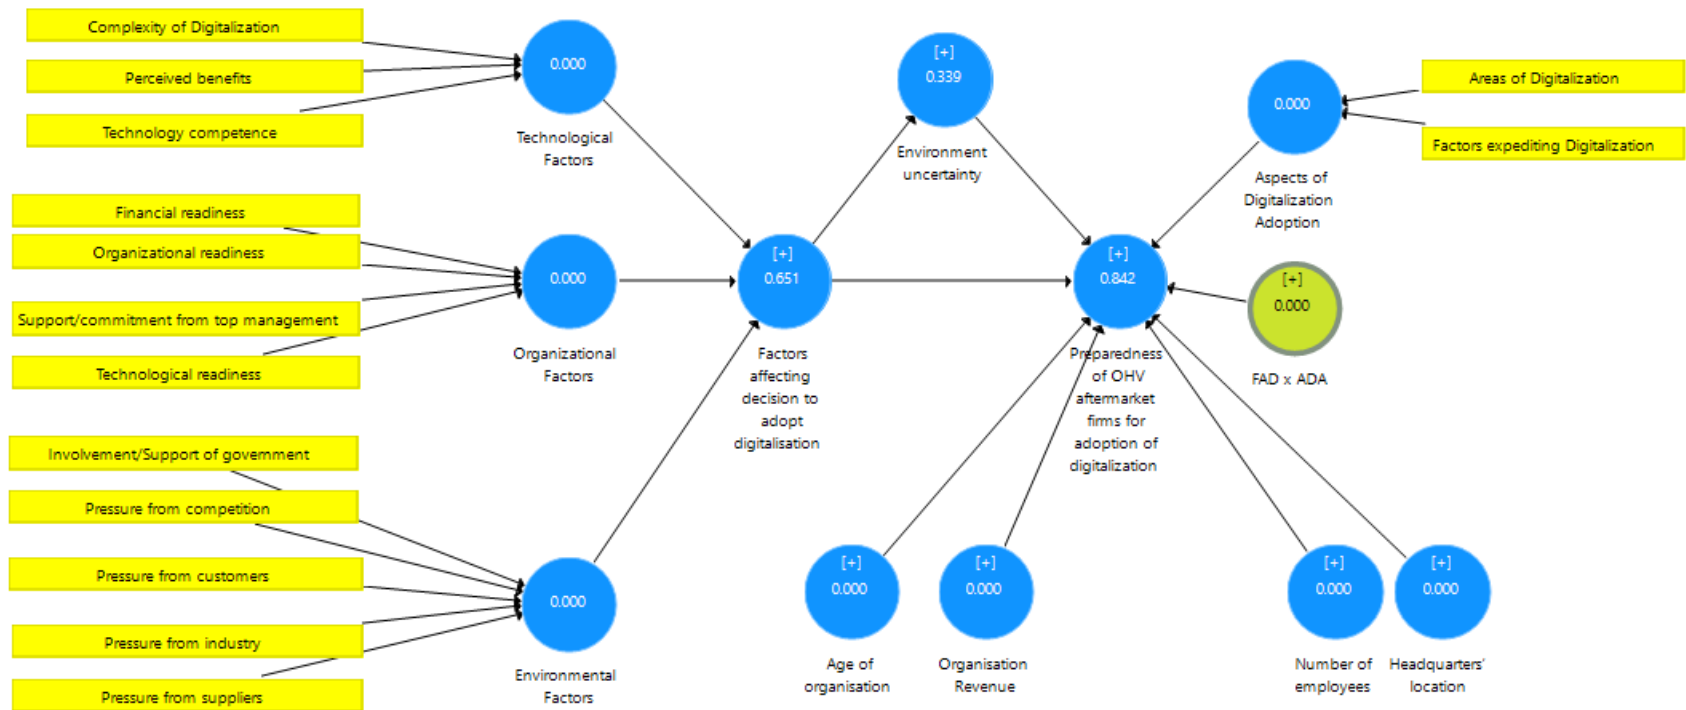 Complexity of Digitalization
Perceived benefits
Technology competence
0.000
Technological
Factors
Financial readiness
Organizational readiness
Support/commitment from top management
Technological readiness
0.000
Organizational
Factors
Involvement/Support of government
Pressure from competition
Pressure from customers
Pressure from industry
Pressure from suppliers
0.000
Environmental
Factors
[+]
0.651
Factors
affecting
decision to
adopt
digitalisation
[+]
0.339
Environment
uncertainty
[+]
0.842
Preparedness
of OHV
aftermarket
firms for
adoption of
digitalization
0.000
Aspects of
Digitalization
Adoption
Areas of Digitalization
Factors expediting Digitalization
[+]
0.000
FAD x ADA
[+]
0.000
Age of
organisation
[+]
0.000
Organisation
Revenue
[+]
0.000
Number of
employees
[+]
0.000
Headquarters'
location